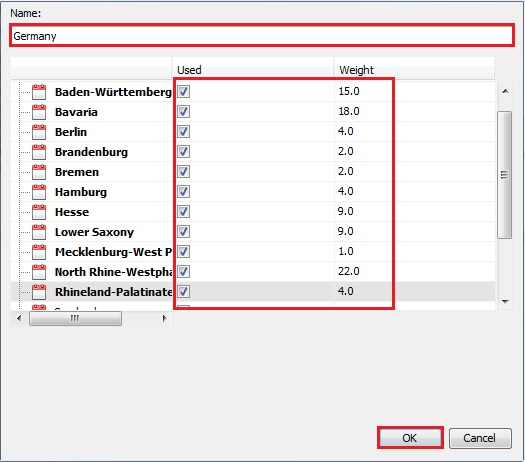 Name:
Germany
Used Weight
Baden-Württemberg 15.0
Bavaria 18.0
Berlin 4.0
Brandenburg 2.0
Bremen 2.0
Hamburg 4.0
Hesse 9.0
Lower Saxony 9.0
Mecklenburg-West P 1.0
North Rhine-Westpha 22.0
Rhineland-Palatinate 4.0
OK Cancel